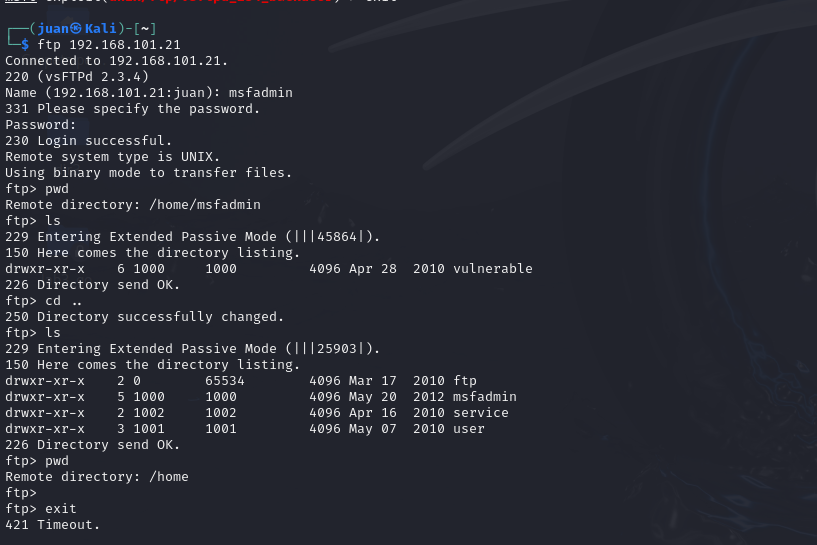 ┌──(juan㉿Kali)-[~]
└─$ ftp 192.168.101.21
Connected to 192.168.101.21.
220 (vsFTPd 2.3.4)
Name (192.168.101.21:juan): msfadmin
331 Please specify the password.
Password:
230 Login successful.
Remote system type is UNIX.
Using binary mode to transfer files.
ftp> pwd
Remote directory: /home/msfadmin
ftp> ls
229 Entering Extended Passive Mode (|||45864|).
150 Here comes the directory listing.
drwxr-xr-x    6 1000     1000         4096 Apr 28  2010 vulnerable
226 Directory send OK.
ftp> cd ..
250 Directory successfully changed.
ftp> ls
229 Entering Extended Passive Mode (|||25903|).
150 Here comes the directory listing.
drwxr-xr-x    2 0        65534        4096 Mar 17  2010 ftp
drwxr-xr-x    5 1000     1000         4096 May 20  2012 msfadmin
drwxr-xr-x    2 1002     1002         4096 Apr 16  2010 service
drwxr-xr-x    3 1001     1001         4096 May 07  2010 user
226 Directory send OK.
ftp> pwd
Remote directory: /home
ftp>
ftp> exit
421 Timeout.